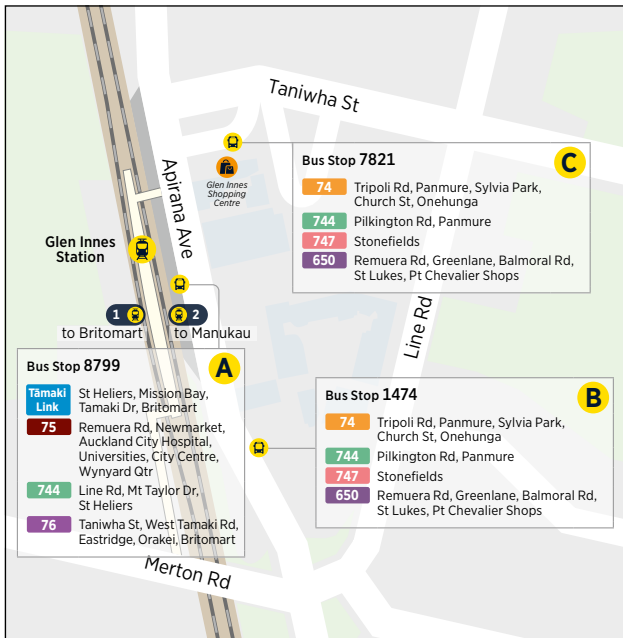 Taniwha St
Apirana Ave
Glen Innes
Shopping
Centre
Bus Stop 7821
C
74 Tripoli Rd, Panmure, Sylvia Park,
Church St, Onehunga
744 Pilkington Rd, Panmure
747 Stonefields
650 Remuera Rd, Greenlane, Balmoral Rd,
St Lukes, Pt Chevalier Shops
Glen Innes
Station
1
to Britomart
2
to Manukau
Line Rd
Bus Stop 8799
A
Tāmaki
Link
St Heliers, Mission Bay,
Tamaki Dr, Britomart
75 Remuera Rd, Newmarket,
Auckland City Hospital,
Universities, City Centre,
Wynyard Qtr
744 Line Rd, Mt Taylor Dr,
St Heliers
76 Taniwha St, West Tamaki Rd,
Eastridge, Orakei, Britomart
Bus Stop 1474
B
74 Tripoli Rd, Panmure, Sylvia Park,
Church St, Onehunga
744 Pilkington Rd, Panmure
747 Stonefields
650 Remuera Rd, Greenlane, Balmoral Rd,
St Lukes, Pt Chevalier Shops
Merton Rd